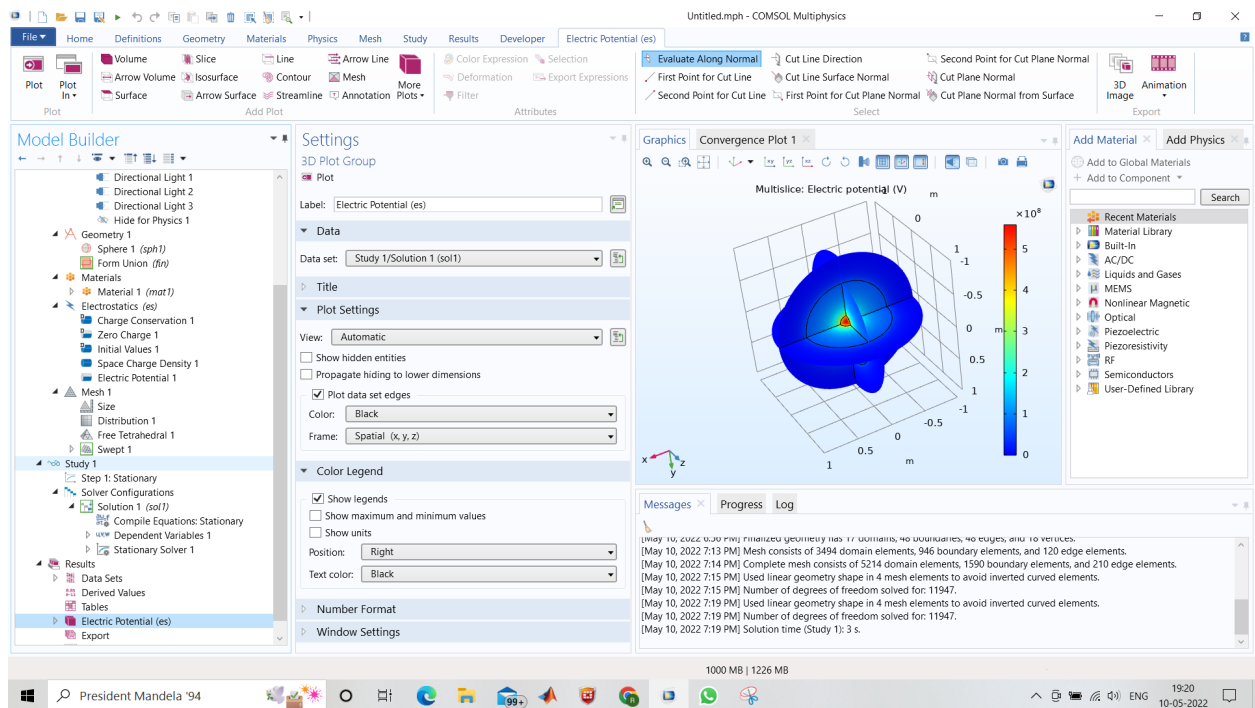 Untitled.mph - COMSOL Multiphysics
File Home Definitions Geometry Materials Physics Mesh Study Results Developer Electric Potential (es)
Plot
Plot In
Volume
Arrow Volume
Surface
Slice
Isosurface
Arrow Surface
Line
Contour
Streamline
Arrow Line
Mesh
Annotation
More Plots
Add Plot
Color Expression
Selection
Deformation
Export Expressions
Filter
Attributes
Evaluate Along Normal
First Point for Cut Line
Second Point for Cut Line
Cut Line Direction
Cut Line Surface Normal
First Point for Cut Plane Normal
Second Point for Cut Plane Normal
Cut Plane Normal
Cut Plane Normal from Surface
Select
3D Image
Animation
Export
Plot
Model Builder
Directional Light 1
Directional Light 2
Directional Light 3
Hide for Physics 1
Geometry 1
Sphere 1 (sph1)
Form Union (fin)
Materials
Material 1 (mat1)
Electrostatics (es)
Charge Conservation 1
Zero Charge 1
Initial Values 1
Space Charge Density 1
Electric Potential 1
Mesh 1
Size
Distribution 1
Free Tetrahedral 1
Swept 1
Study 1
Step 1: Stationary
Solver Configurations
Solution 1 (sol1)
Compile Equations: Stationary
Dependent Variables 1
Stationary Solver 1
Results
Data Sets
Derived Values
Tables
Electric Potential (es)
Export
Settings
3D Plot Group
Plot
Label: Electric Potential (es)
Data
Data set: Study 1/Solution 1 (sol1)
Title
Plot Settings
View: Automatic
Show hidden entities
Propagate hiding to lower dimensions
Plot data set edges
Color: Black
Frame: Spatial (x, y, z)
Color Legend
Show legends
Show maximum and minimum values
Show units
Position: Right
Text color: Black
Number Format
Window Settings
Graphics Convergence Plot 1
Multislice: Electric potential (V)
m
×10⁸
0
1
-1
-0.5
0
m
0.5
1
-1
-0.5
0
0.5
1
m
5
4
3
2
1
0
x
y
z
Messages Progress Log
[May 10, 2022 6:56 PM] Finalized geometry has 17 domains, 48 boundaries, 48 edges, and 18 vertices.
[May 10, 2022 7:13 PM] Mesh consists of 3494 domain elements, 946 boundary elements, and 120 edge elements.
[May 10, 2022 7:14 PM] Complete mesh consists of 5214 domain elements, 1590 boundary elements, and 210 edge elements.
[May 10, 2022 7:15 PM] Used linear geometry shape in 4 mesh elements to avoid inverted curved elements.
[May 10, 2022 7:15 PM] Number of degrees of freedom solved for: 11947.
[May 10, 2022 7:19 PM] Used linear geometry shape in 4 mesh elements to avoid inverted curved elements.
[May 10, 2022 7:19 PM] Number of degrees of freedom solved for: 11947.
[May 10, 2022 7:19 PM] Solution time (Study 1): 3 s.
Add Material Add Physics
Add to Global Materials
Add to Component
Search
Recent Materials
Material Library
Built-In
AC/DC
Liquids and Gases
MEMS
Nonlinear Magnetic
Optical
Piezoelectric
Piezoresistivity
RF
Semiconductors
User-Defined Library
1000 MB | 1226 MB
President Mandela '94
99+
ENG
19:20
10-05-2022